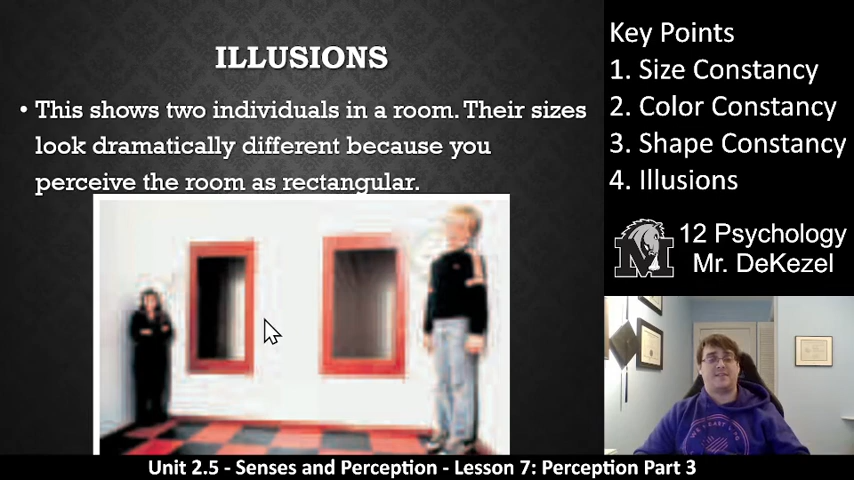 ILLUSIONS
• This shows two individuals in a room. Their sizes
look dramatically different because you
perceive the room as rectangular.
Key Points
1. Size Constancy
2. Color Constancy
3. Shape Constancy
4. Illusions
M
12 Psychology
Mr. DeKezel
Unit 2.5 - Senses and Perception - Lesson 7: Perception Part 3